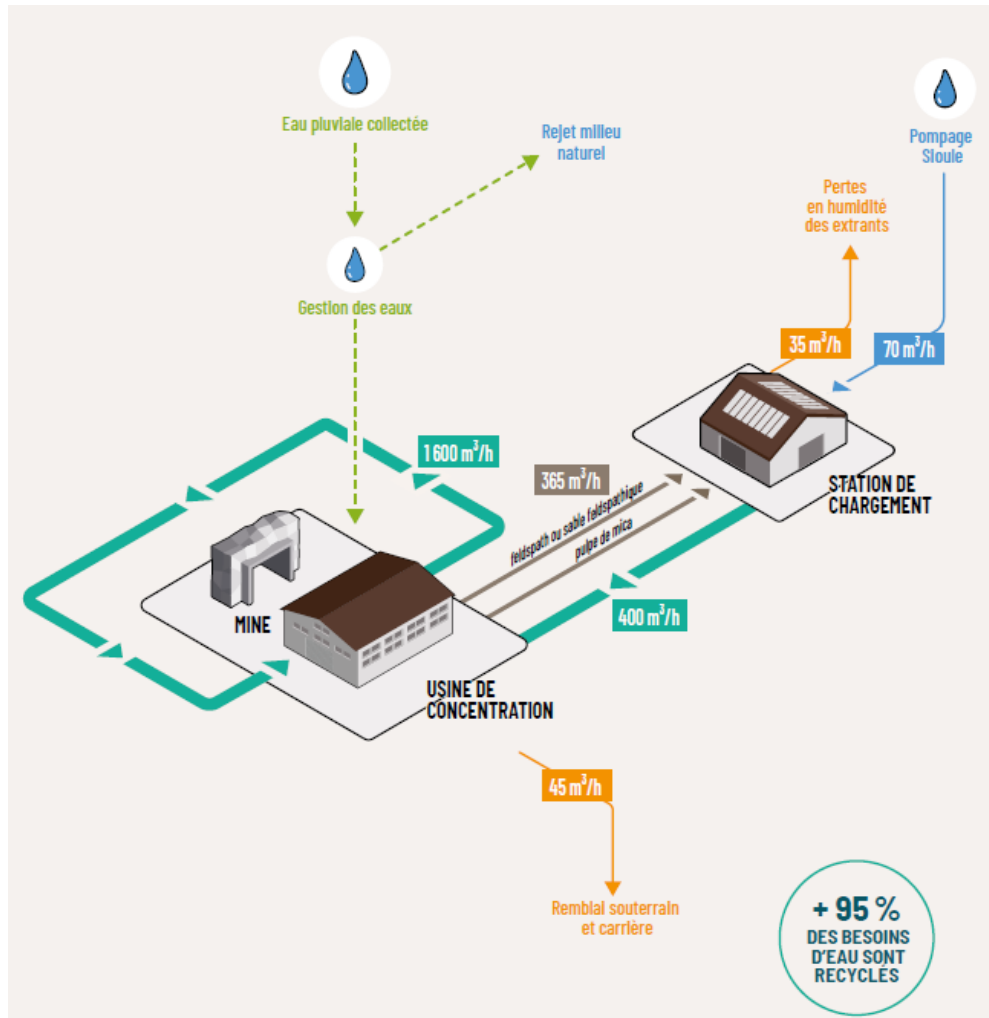 Eau pluviale collectée
Rejet milieu
naturel
Pompage
Sioule
Pertes
en humidité
des extrants
Gestion des eaux
35 m³/h
70 m³/h
1 600 m³/h
365 m³/h
feldspath ou sable feldspathique
pulpe de mica
STATION DE
CHARGEMENT
400 m³/h
MINE
USINE DE
CONCENTRATION
45 m³/h
Remblai souterrain
et carrière
+ 95 %
DES BESOINS
D'EAU SONT
RECYCLÉS